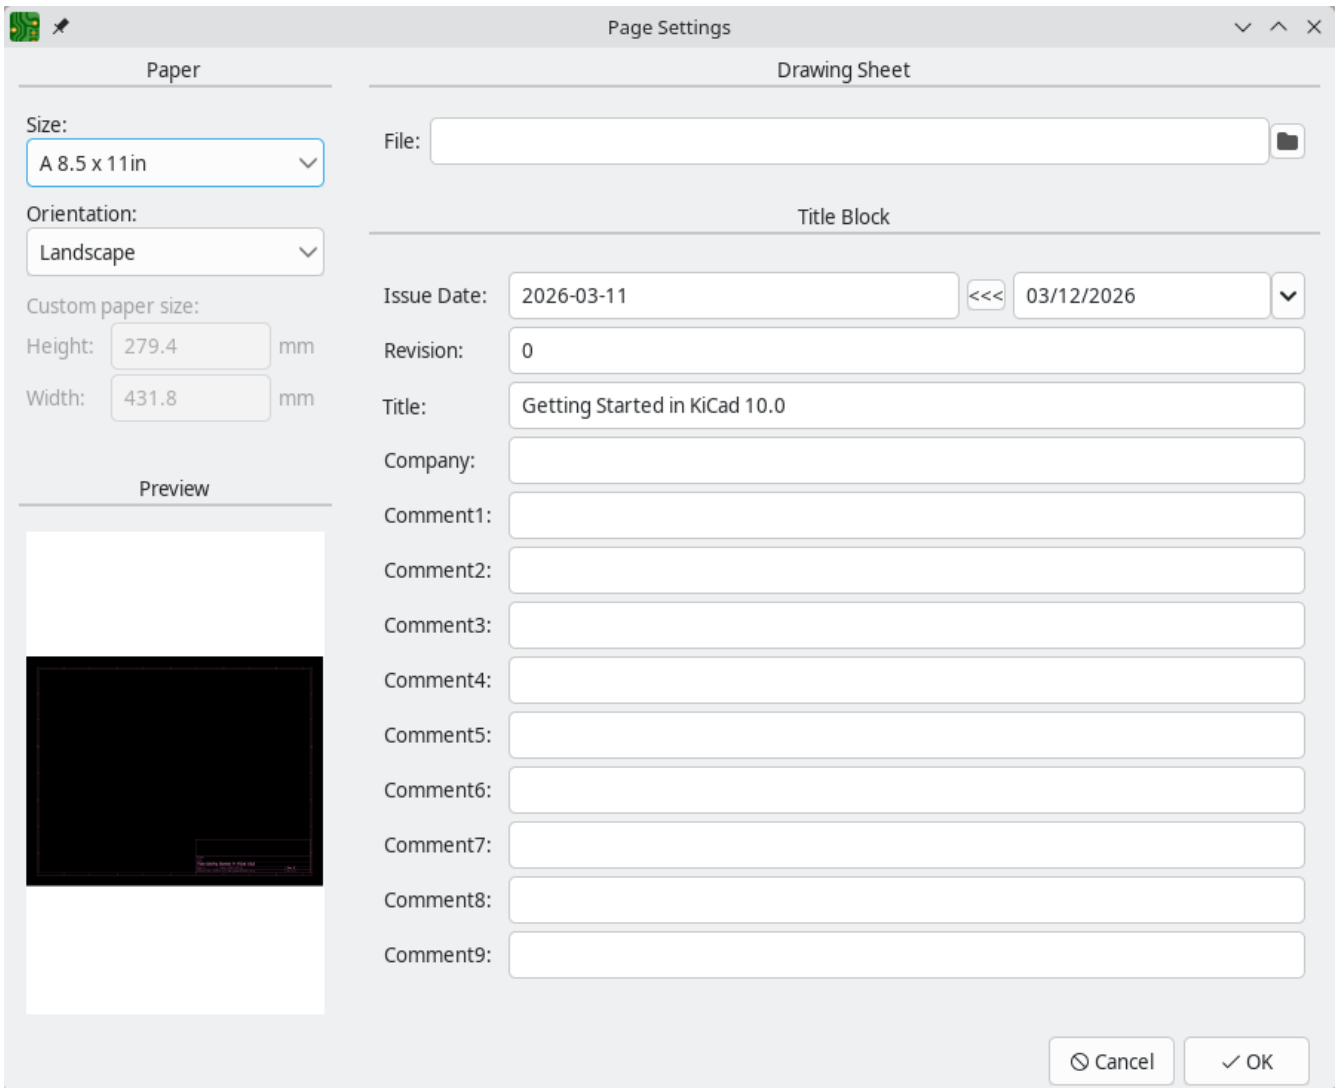 Page Settings
Paper
Size:
A 8.5 x 11in
Orientation:
Landscape
Custom paper size:
Height: 279.4 mm
Width: 431.8 mm
Preview
Drawing Sheet
File:
Title Block
Issue Date: 2026-03-11 <<< 03/12/2026
Revision: 0
Title: Getting Started in KiCad 10.0
Company:
Comment1:
Comment2:
Comment3:
Comment4:
Comment5:
Comment6:
Comment7:
Comment8:
Comment9:
Cancel OK